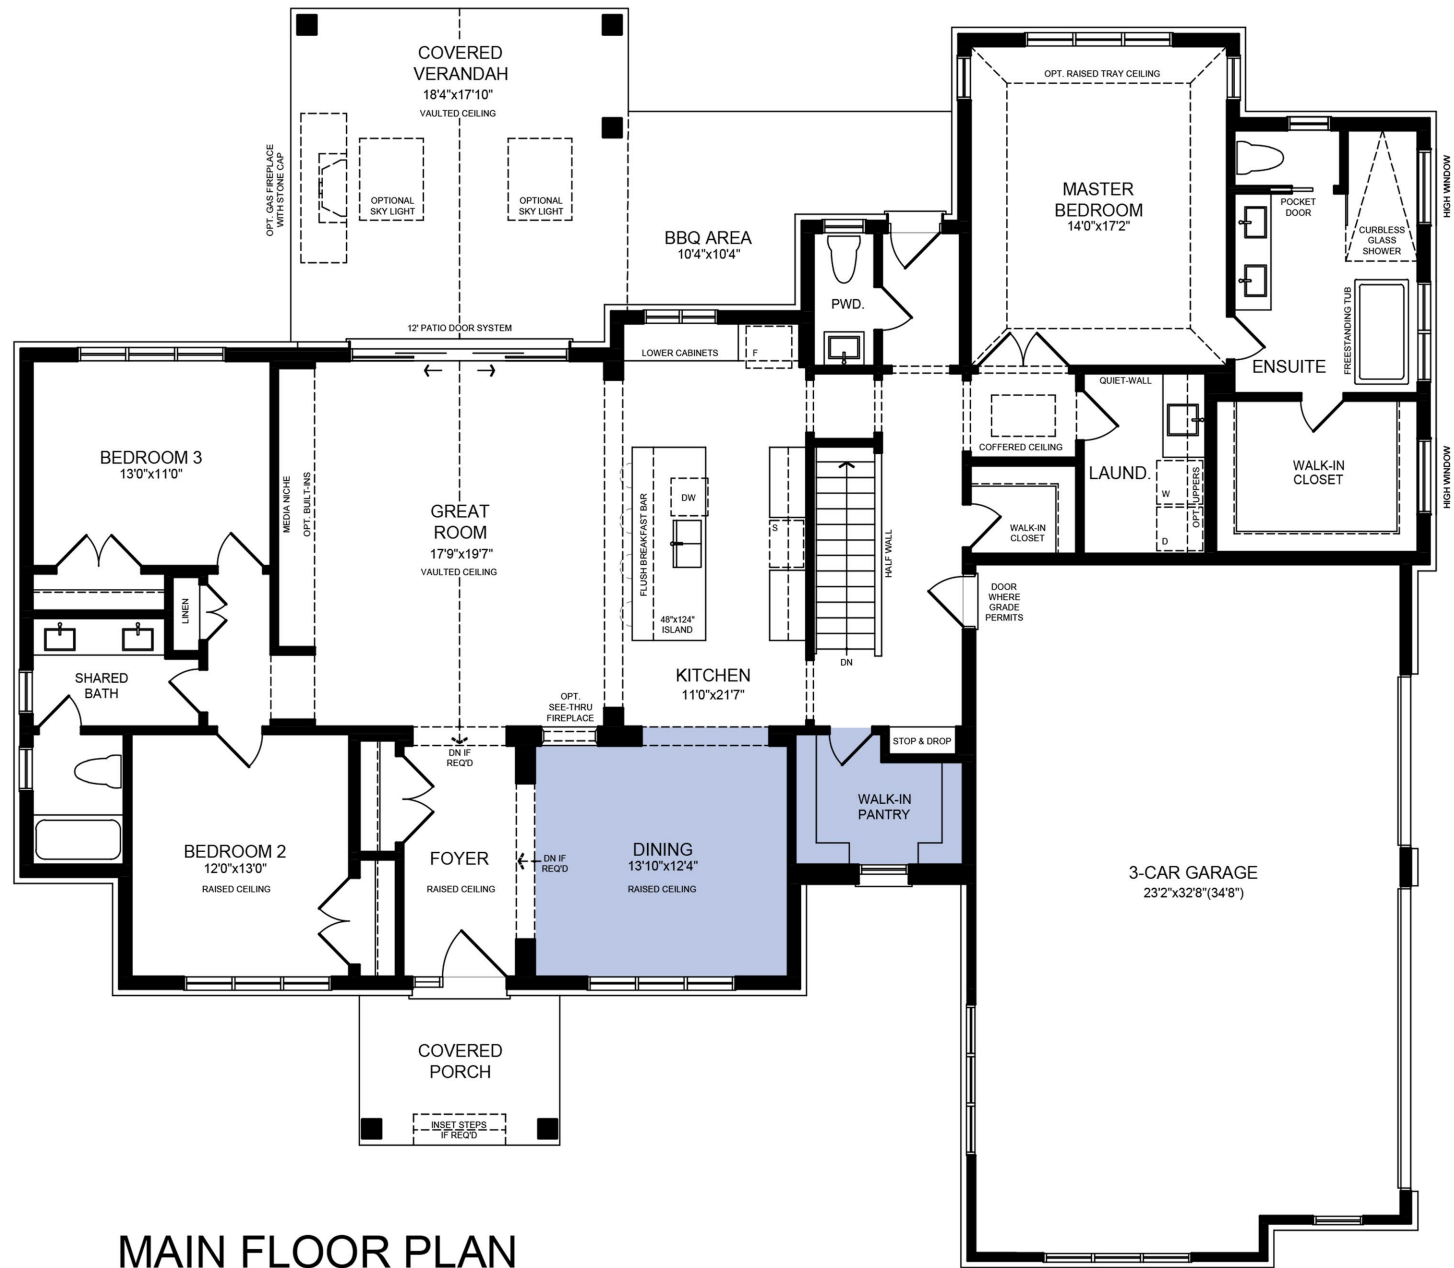 COVERED
VERANDAH
18'4"x17'10"
VAULTED CEILING
OPT. GAS FIREPLACE
WITH STONE CAP
OPTIONAL
SKY LIGHT
OPTIONAL
SKY LIGHT
BBQ AREA
10'4"x10'4"
12' PATIO DOOR SYSTEM
OPT. RAISED TRAY CEILING
MASTER
BEDROOM
14'0"x17'2"
POCKET
DOOR
CURBLESS
GLASS
SHOWER
HIGH WINDOW
FREESTANDING TUB
ENSUITE
PWD.
LOWER CABINETS
F
QUIET-WALL
COFFERED CEILING
LAUND.
W
D
OPT. UPPERS
WALK-IN
CLOSET
HIGH WINDOW
WALK-IN
CLOSET
BEDROOM 3
13'0"x11'0"
MEDIA NICHE
OPT. BUILT-INS
GREAT
ROOM
17'9"x19'7"
VAULTED CEILING
FLUSH BREAKFAST BAR
DW
S
48"x124"
ISLAND
HALF WALL
DN
DOOR
WHERE
GRADE
PERMITS
LINEN
SHARED
BATH
KITCHEN
11'0"x21'7"
OPT.
SEE-THRU
FIREPLACE
DN IF
REQ'D
STOP & DROP
WALK-IN
PANTRY
BEDROOM 2
12'0"x13'0"
RAISED CEILING
FOYER
RAISED CEILING
DN IF
REQ'D
DINING
13'10"x12'4"
RAISED CEILING
3-CAR GARAGE
23'2"x32'8"(34'8")
COVERED
PORCH
INSET STEPS
IF REQ'D
MAIN FLOOR PLAN